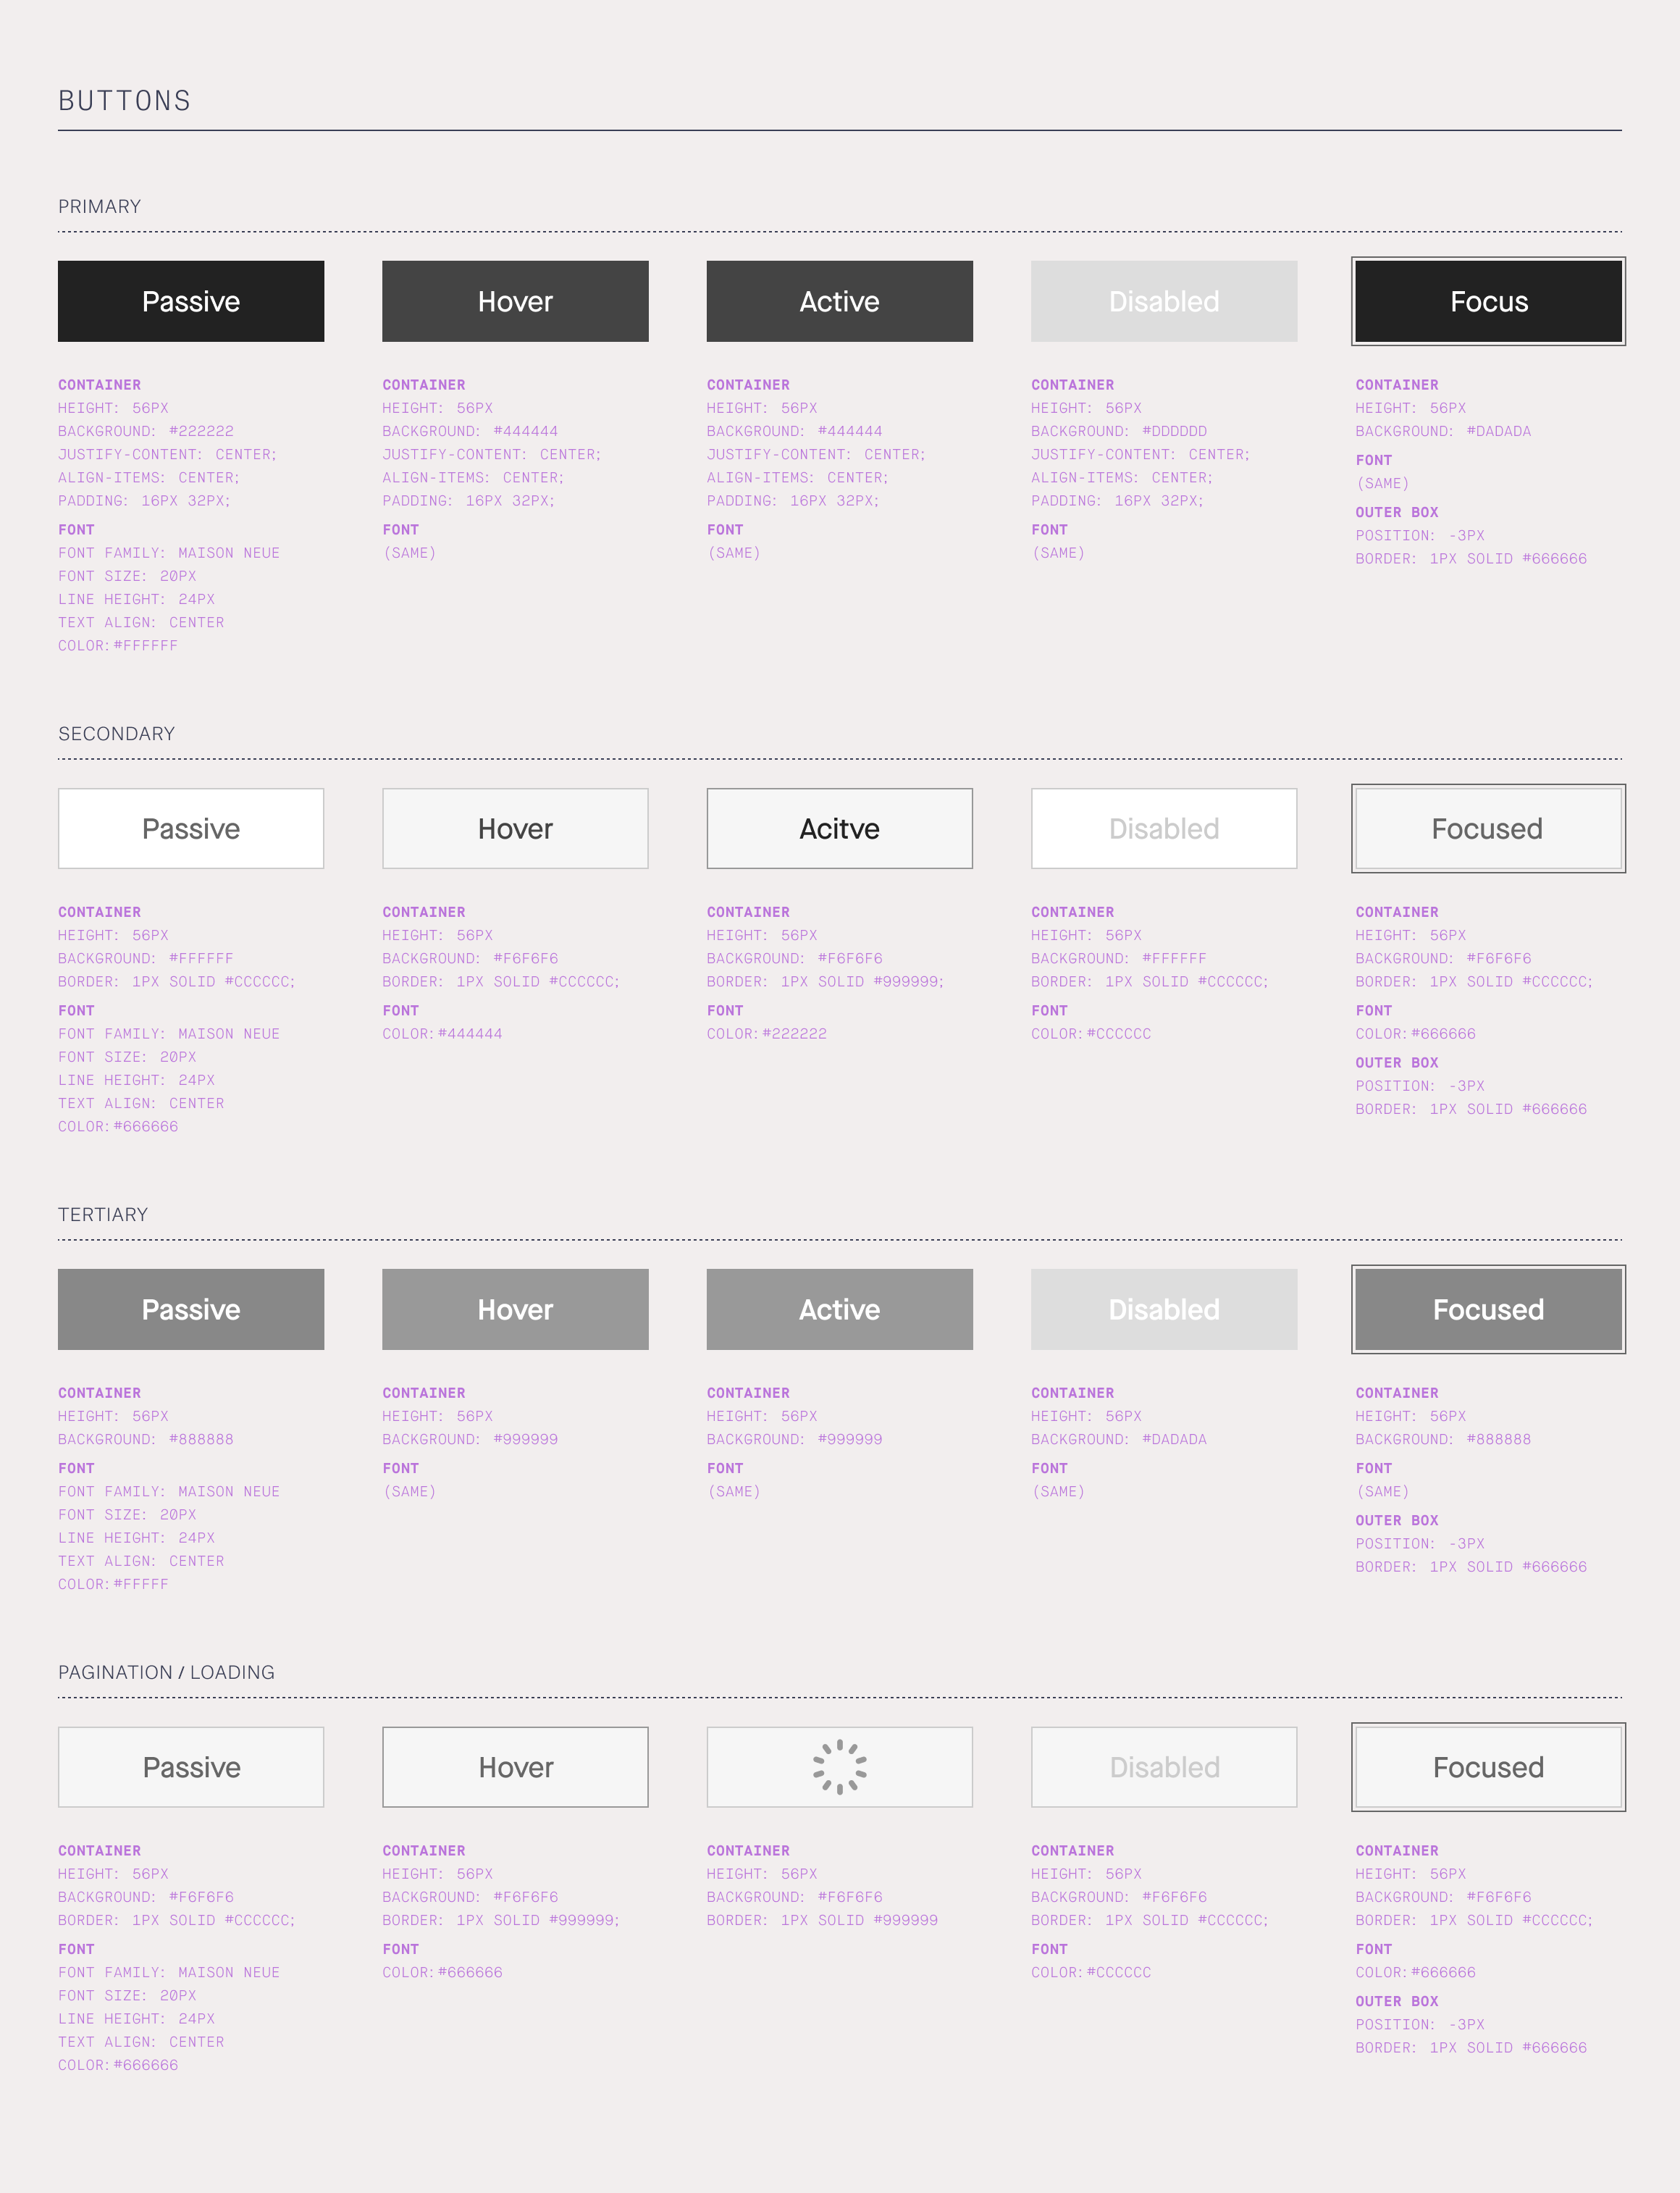 BUTTONS
PRIMARY
Passive
Hover
Active
Disabled
Focus
CONTAINER
HEIGHT: 56PX
BACKGROUND: #222222
JUSTIFY-CONTENT: CENTER;
ALIGN-ITEMS: CENTER;
PADDING: 16PX 32PX;
FONT
FONT FAMILY: MAISON NEUE
FONT SIZE: 20PX
LINE HEIGHT: 24PX
TEXT ALIGN: CENTER
COLOR:#FFFFFF
CONTAINER
HEIGHT: 56PX
BACKGROUND: #444444
JUSTIFY-CONTENT: CENTER;
ALIGN-ITEMS: CENTER;
PADDING: 16PX 32PX;
FONT
(SAME)
CONTAINER
HEIGHT: 56PX
BACKGROUND: #444444
JUSTIFY-CONTENT: CENTER;
ALIGN-ITEMS: CENTER;
PADDING: 16PX 32PX;
FONT
(SAME)
CONTAINER
HEIGHT: 56PX
BACKGROUND: #DDDDDD
JUSTIFY-CONTENT: CENTER;
ALIGN-ITEMS: CENTER;
PADDING: 16PX 32PX;
FONT
(SAME)
CONTAINER
HEIGHT: 56PX
BACKGROUND: #DADADA
FONT
(SAME)
OUTER BOX
POSITION: -3PX
BORDER: 1PX SOLID #666666
SECONDARY
Passive
Hover
Acitve
Disabled
Focused
CONTAINER
HEIGHT: 56PX
BACKGROUND: #FFFFFF
BORDER: 1PX SOLID #CCCCCC;
FONT
FONT FAMILY: MAISON NEUE
FONT SIZE: 20PX
LINE HEIGHT: 24PX
TEXT ALIGN: CENTER
COLOR:#666666
CONTAINER
HEIGHT: 56PX
BACKGROUND: #F6F6F6
BORDER: 1PX SOLID #CCCCCC;
FONT
COLOR:#444444
CONTAINER
HEIGHT: 56PX
BACKGROUND: #F6F6F6
BORDER: 1PX SOLID #999999;
FONT
COLOR:#222222
CONTAINER
HEIGHT: 56PX
BACKGROUND: #FFFFFF
BORDER: 1PX SOLID #CCCCCC;
FONT
COLOR:#CCCCCC
CONTAINER
HEIGHT: 56PX
BACKGROUND: #F6F6F6
BORDER: 1PX SOLID #CCCCCC;
FONT
COLOR:#666666
OUTER BOX
POSITION: -3PX
BORDER: 1PX SOLID #666666
TERTIARY
Passive
Hover
Active
Disabled
Focused
CONTAINER
HEIGHT: 56PX
BACKGROUND: #888888
FONT
FONT FAMILY: MAISON NEUE
FONT SIZE: 20PX
LINE HEIGHT: 24PX
TEXT ALIGN: CENTER
COLOR:#FFFFF
CONTAINER
HEIGHT: 56PX
BACKGROUND: #999999
FONT
(SAME)
CONTAINER
HEIGHT: 56PX
BACKGROUND: #999999
FONT
(SAME)
CONTAINER
HEIGHT: 56PX
BACKGROUND: #DADADA
FONT
(SAME)
CONTAINER
HEIGHT: 56PX
BACKGROUND: #888888
FONT
(SAME)
OUTER BOX
POSITION: -3PX
BORDER: 1PX SOLID #666666
PAGINATION / LOADING
Passive
Hover
Disabled
Focused
CONTAINER
HEIGHT: 56PX
BACKGROUND: #F6F6F6
BORDER: 1PX SOLID #CCCCCC;
FONT
FONT FAMILY: MAISON NEUE
FONT SIZE: 20PX
LINE HEIGHT: 24PX
TEXT ALIGN: CENTER
COLOR:#666666
CONTAINER
HEIGHT: 56PX
BACKGROUND: #F6F6F6
BORDER: 1PX SOLID #999999;
FONT
COLOR:#666666
CONTAINER
HEIGHT: 56PX
BACKGROUND: #F6F6F6
BORDER: 1PX SOLID #999999
CONTAINER
HEIGHT: 56PX
BACKGROUND: #F6F6F6
BORDER: 1PX SOLID #CCCCCC;
FONT
COLOR:#CCCCCC
CONTAINER
HEIGHT: 56PX
BACKGROUND: #F6F6F6
BORDER: 1PX SOLID #CCCCCC;
FONT
COLOR:#666666
OUTER BOX
POSITION: -3PX
BORDER: 1PX SOLID #666666